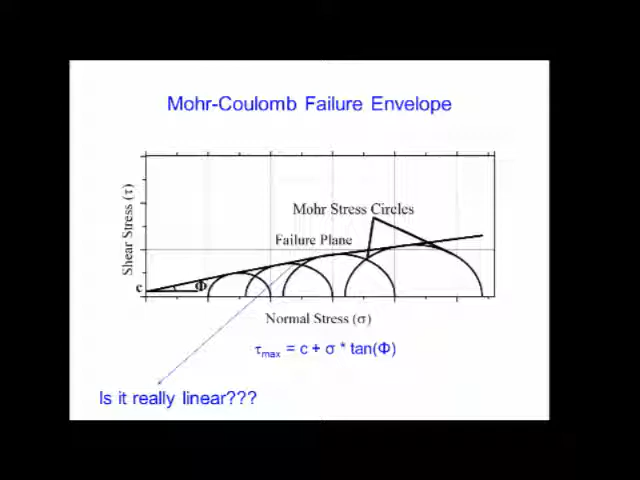 Mohr-Coulomb Failure Envelope
Mohr Stress Circles
Failure Plane
Shear Stress (τ)
c
Φ
Normal Stress (σ)
τmax = c + σ * tan(Φ)
Is it really linear???